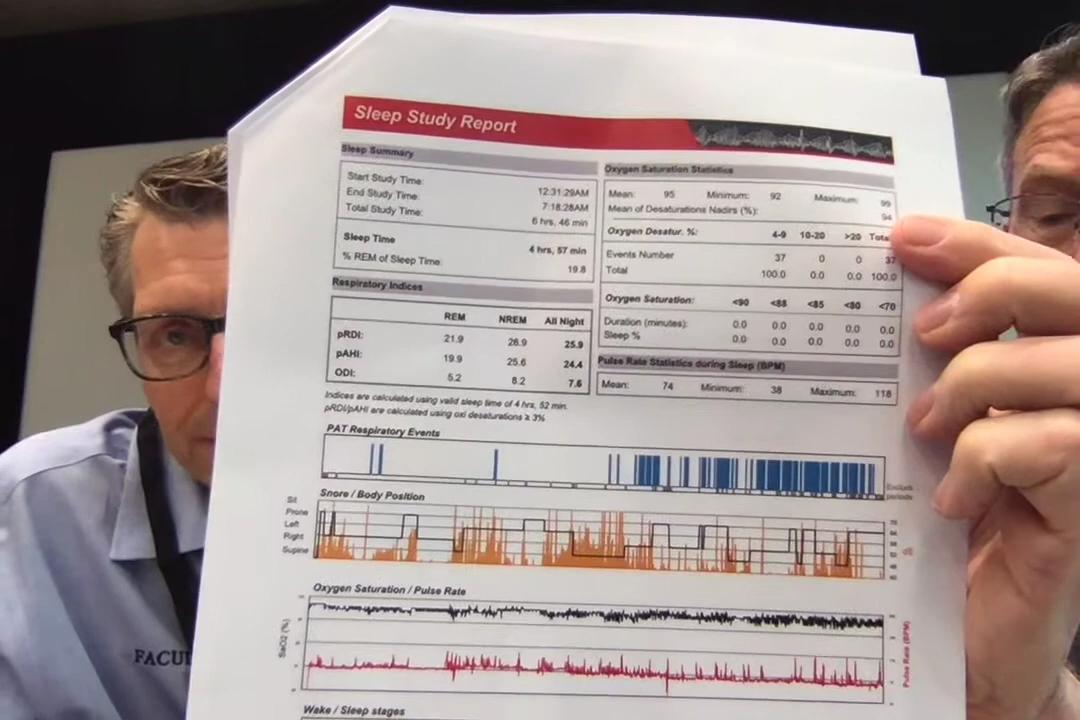 Sleep Study Report
Sleep Summary
Start Study Time: 12:31:29AM
End Study Time: 7:18:28AM
Total Study Time: 6 hrs, 46 min
Sleep Time 4 hrs, 57 min
% REM of Sleep Time: 19.8
Respiratory Indices
REM NREM All Night
pRDI: 21.9 26.9 25.9
pAHI: 19.9 25.6 24.4
ODI: 5.2 8.2 7.6
Indices are calculated using valid sleep time of 4 hrs, 52 min.
pRDI/pAHI are calculated using oxi desaturations ≥ 3%
Oxygen Saturation Statistics
Mean: 95 Minimum: 92 Maximum: 99
Mean of Desaturations Nadirs (%): 94
Oxygen Desatur. %: 4-9 10-20 >20 Total
Events Number 37 0 0 37
Total 100.0 0.0 0.0 100.0
Oxygen Saturation: <90 <88 <85 <80 <70
Duration (minutes): 0.0 0.0 0.0 0.0 0.0
Sleep % 0.0 0.0 0.0 0.0 0.0
Pulse Rate Statistics during Sleep (BPM)
Mean: 74 Minimum: 38 Maximum: 118
PAT Respiratory Events
Exclude
periods
Snore / Body Position
Sit
Prone
Left
Right
Supine
dB
Oxygen Saturation / Pulse Rate
SaO2 (%)
Pulse Rate (BPM)
Wake / Sleep stages
FACUL